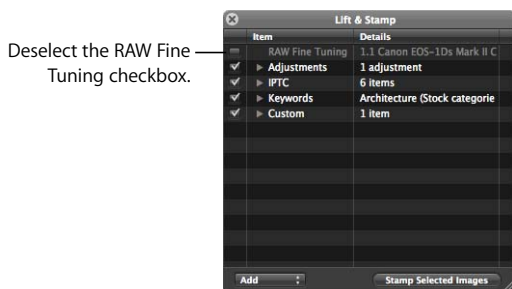 Lift & Stamp
Item Details
Deselect the RAW Fine
Tuning checkbox.
RAW Fine Tuning 1.1 Canon EOS-1Ds Mark II C
Adjustments 1 adjustment
IPTC 6 items
Keywords Architecture (Stock categorie
Custom 1 item
Add Stamp Selected Images